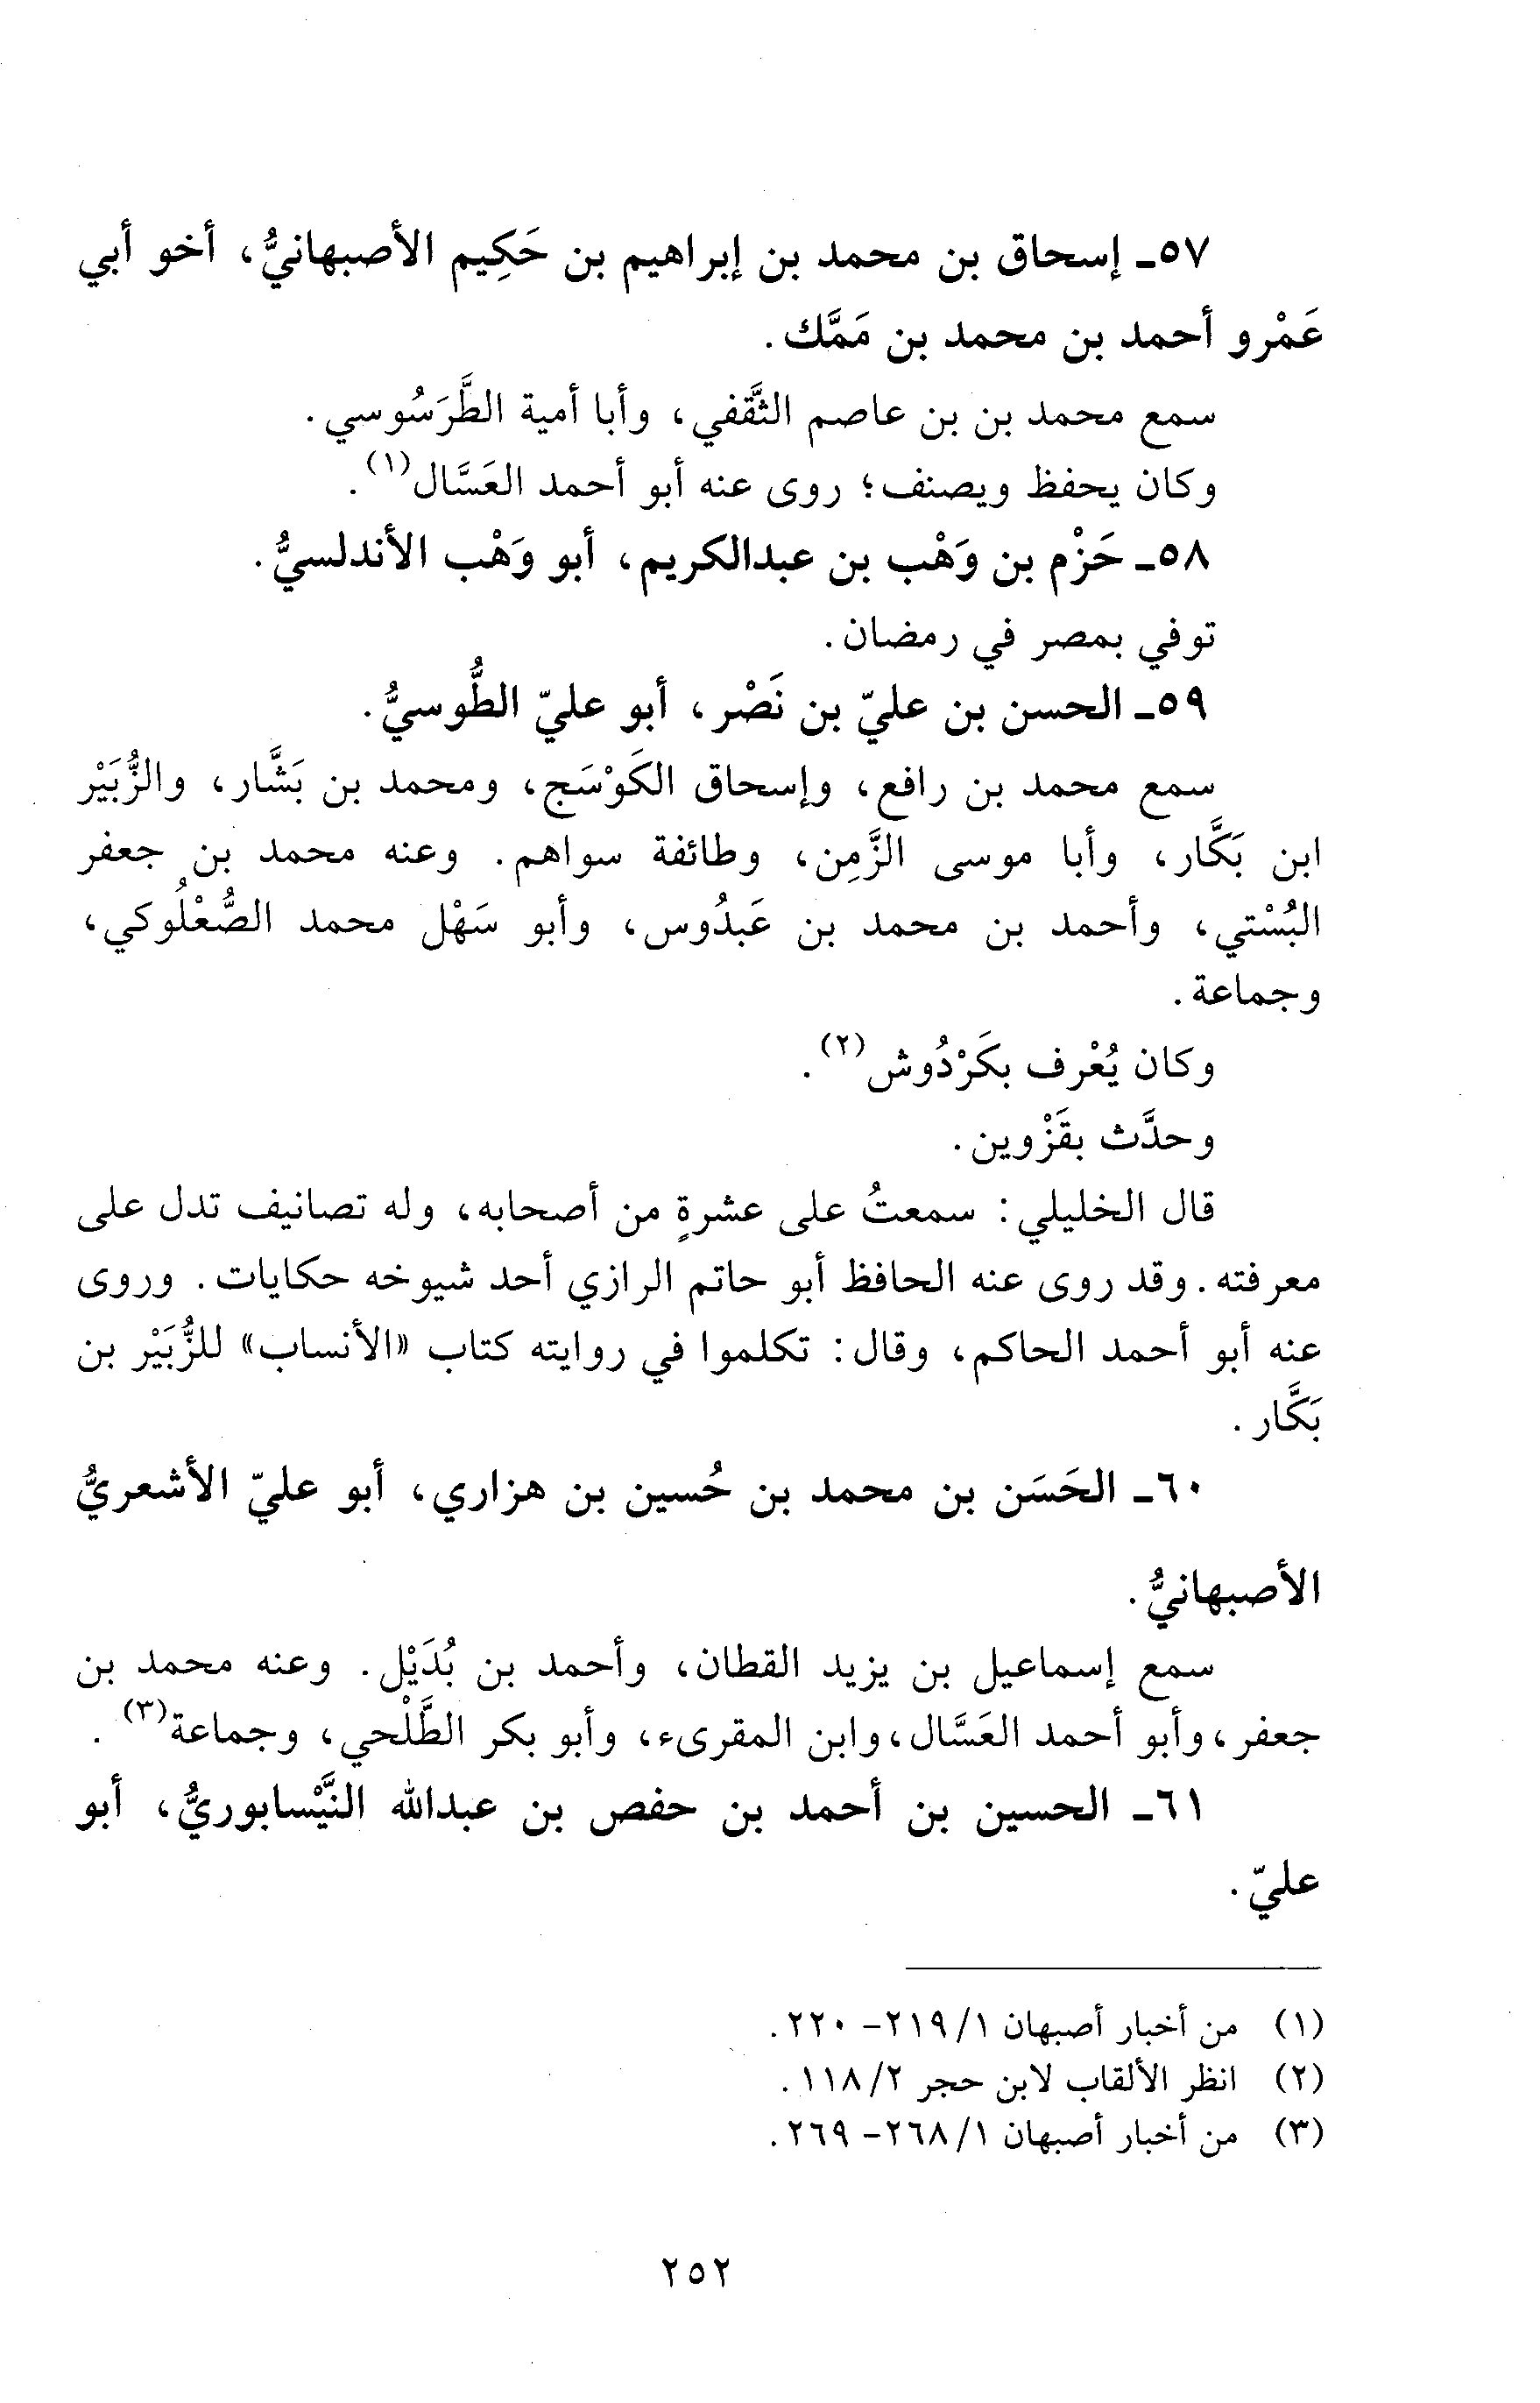 ٥٧ـ إسحاق بن محمد بن إبراهيم بن حَكِيم الأصبهانيُّ، أخو أبي
عَمْرو أحمد بن محمد بن مَمَّك.
سمع محمد بن بن عاصم الثَّقفي، وأبا أمية الطَّرَسُوسي.
وكان يحفظ ويصنف؛ روى عنه أبو أحمد العَسَّال(١).
٥٨ـ حَزْم بن وَهْب بن عبدالكريم، أبو وَهْب الأندلسيُّ.
توفي بمصر في رمضان.
٥٩ـ الحسن بن عليّ بن نَصْر، أبو عليّ الطُّوسيُّ.
سمع محمد بن رافع، وإسحاق الكَوْسَج، ومحمد بن بَشَّار، والزُّبَيْر
ابن بَكَّار، وأبا موسى الزَّمِن، وطائفة سواهم. وعنه محمد بن جعفر
البُسْتي، وأحمد بن محمد بن عَبدُوس، وأبو سَهْل محمد الصُّعْلُوكي،
وجماعة.
وكان يُعْرف بكَرْدُوش(٢).
وحدَّث بقَزْوين.
قال الخليلي: سمعتُ على عشرةٍ من أصحابه، وله تصانيف تدل على
معرفته. وقد روى عنه الحافظ أبو حاتم الرازي أحد شيوخه حكايات. وروى
عنه أبو أحمد الحاكم، وقال: تكلموا في روايته كتاب «الأنساب» للزُّبَيْر بن
بَكَّار.
٦٠ـ الحَسَن بن محمد بن حُسين بن هزاري، أبو عليّ الأشعريُّ
الأصبهانيُّ.
سمع إسماعيل بن يزيد القطان، وأحمد بن بُدَيْل. وعنه محمد بن
جعفر، وأبو أحمد العَسَّال، وابن المقرىء، وأبو بكر الطَّلْحي، وجماعة(٣).
٦١ـ الحسين بن أحمد بن حفص بن عبدالله النَّيْسابوريُّ، أبو
عليّ.
(١) من أخبار أصبهان ١/ ٢١٩- ٢٢٠.
(٢) انظر الألقاب لابن حجر ٢/ ١١٨.
(٣) من أخبار أصبهان ١/ ٢٦٨- ٢٦٩.
٢٥٢